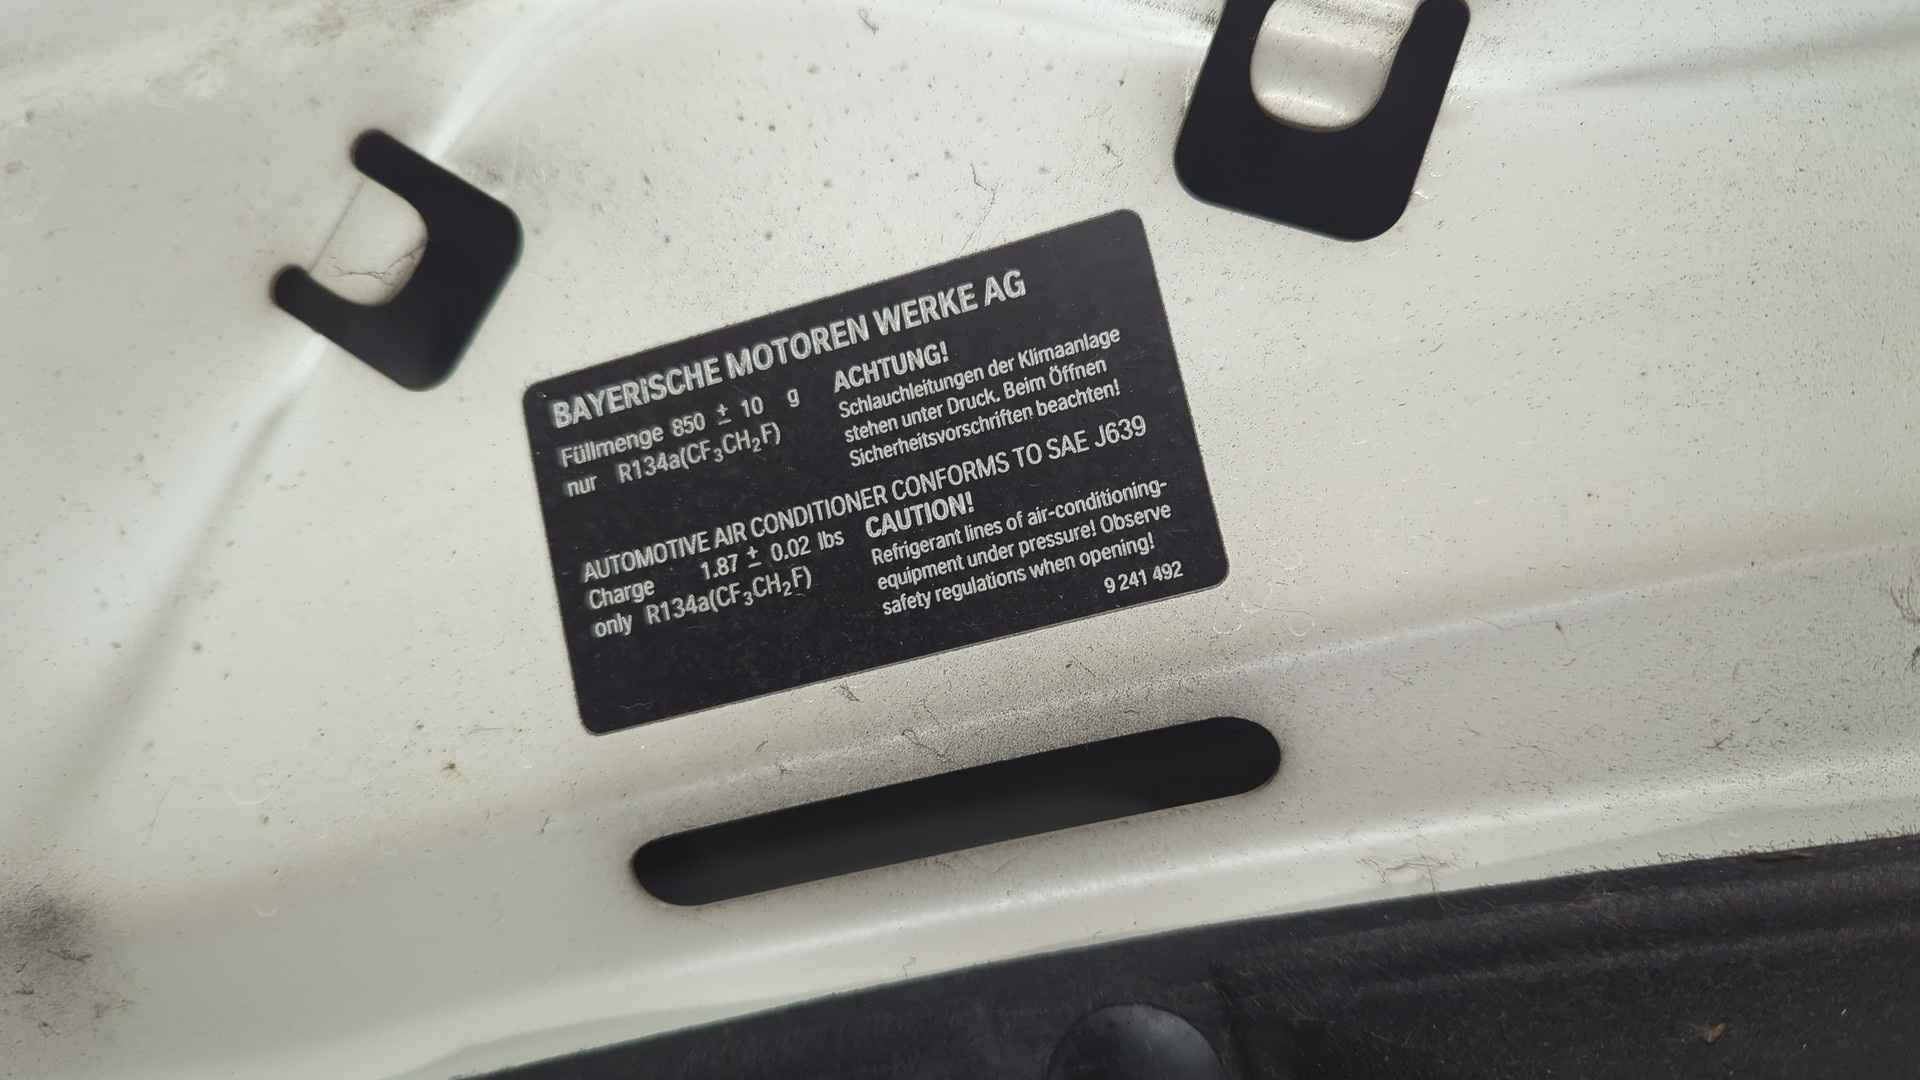 BAYERISCHE MOTOREN WERKE AG
Füllmenge 850 ± 10 g
nur R134a(CF₃CH₂F)
ACHTUNG!
Schlauchleitungen der Klimaanlage
stehen unter Druck. Beim Öffnen
Sicherheitsvorschriften beachten!
AUTOMOTIVE AIR CONDITIONER CONFORMS TO SAE J639
Charge 1.87 ± 0.02 lbs
only R134a(CF₃CH₂F)
CAUTION!
Refrigerant lines of air-conditioning-
equipment under pressure! Observe
safety regulations when opening!
9 241 492